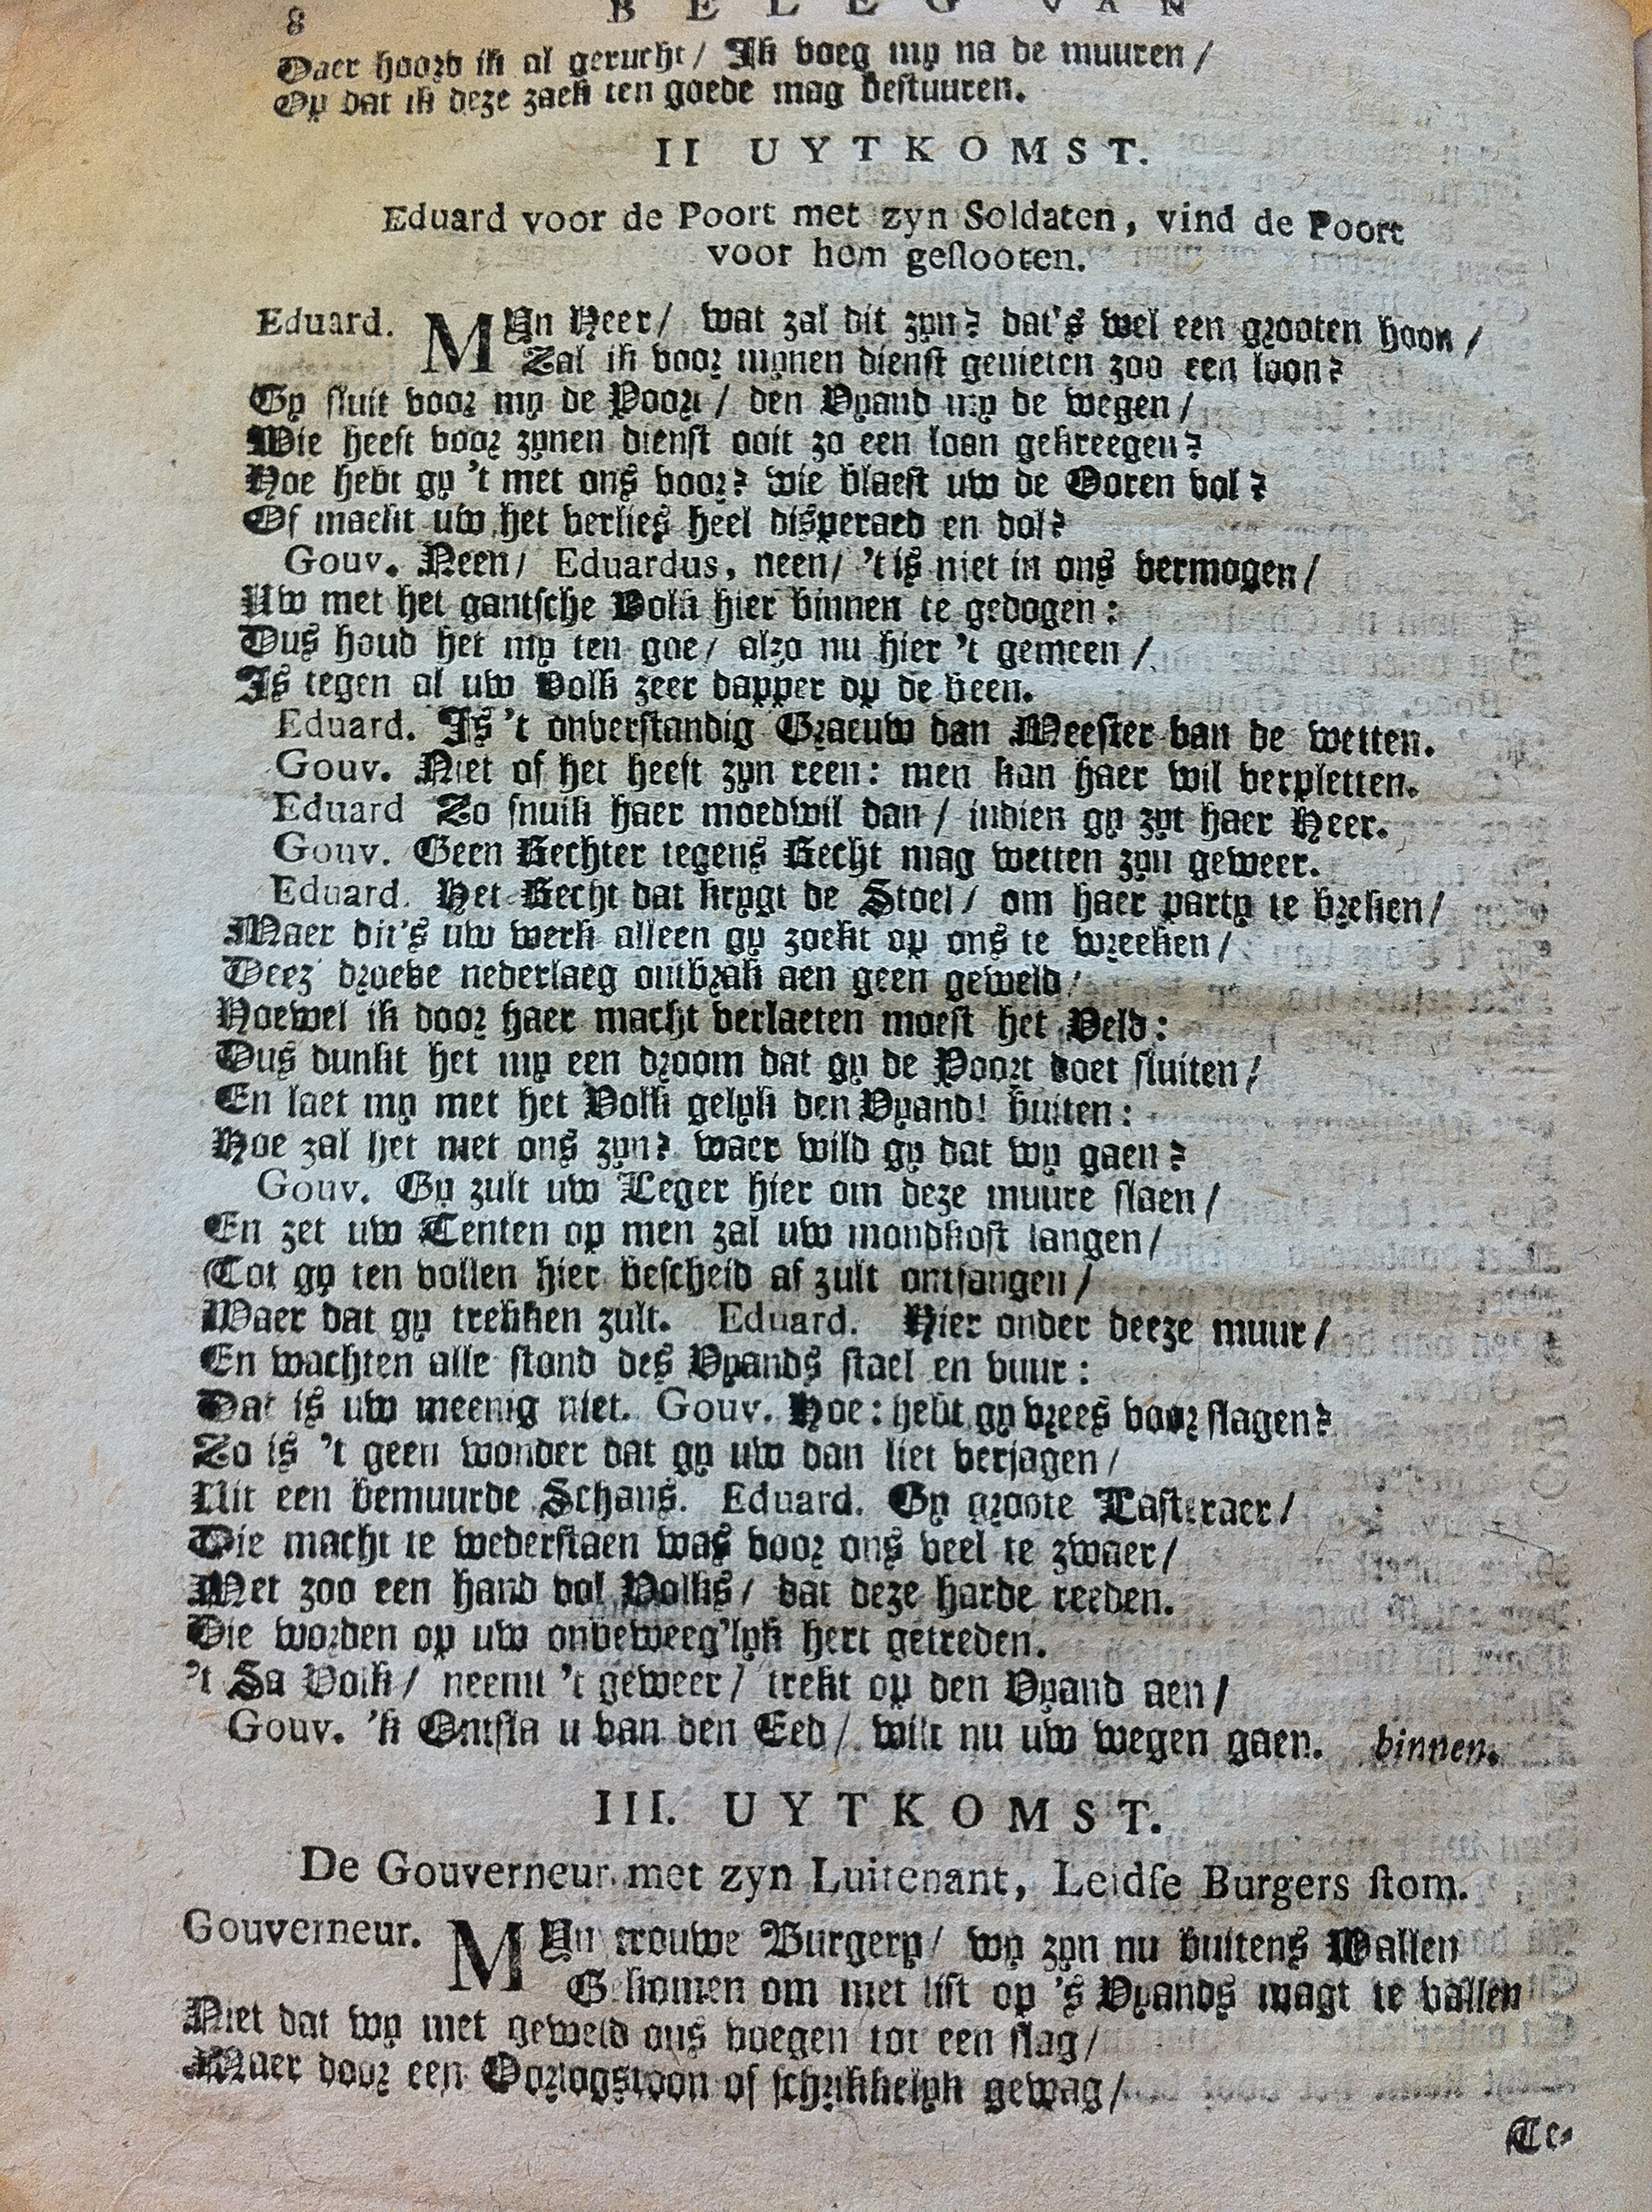 8 BELEG VAN
Daer hoord ik al gerucht / Ik voeg my na de muuren /
Op dat ik deze zaek ten goede mag bestuuren.
II UYTKOMST.
Eduard voor de Poort met zyn Soldaten, vind de Poort
voor hem geslooten.
Eduard. MYn Heer / wat zal dit zyn? dat's wel een grooten hoon /
Zal ik voor mynen dienst genieten zoo een loon?
Gy sluit voor my de Poort / den Vyand my de wegen /
Wie heeft voor zynen dienst ooit zo een loon gekreegen?
Hoe hebt gy 't met ons voor? wie blaest uw de Ooren vol?
Of maekt uw het verlies heel disperaed en dol?
Gouv. Neen / Eduardus, neen / 't is niet in ons vermogen /
Uw met het gantsche Volk hier binnen te gedogen:
Dus houd het my ten goe / alzo nu hier 't gemeen /
Is tegen al uw Volk zeer dapper op de been.
Eduard. Is 't onverstandig Graeuw dan Meester van de wetten.
Gouv. Niet of het heeft zyn reen: men kan haer wil verpletten.
Eduard Zo snuik haer moedwil dan / indien gy zyt haer Heer.
Gouv. Geen Rechter tegens Recht mag wetten zyn geweer.
Eduard. Het Recht dat krygt de Stoel / om haer party te breken /
Maer dit's uw werk alleen gy zoekt op ons te wreeken /
Deez' droeve nederlaeg ontbrak aen geen geweld /
Hoewel ik door haer macht verlaeten moest het Veld:
Dus dunkt het my een droom dat gy de Poort doet sluiten /
En laet my met het Volk gelyk den Vyand! buiten:
Hoe zal het met ons zyn? waer wild gy dat wy gaen?
Gouv. Gy zult uw Leger hier om deze muure slaen /
En zet uw Tenten op men zal uw mondkost langen /
Tot gy ten vollen hier bescheid af zult ontfangen /
Waer dat gy trekken zult. Eduard. Hier onder deeze muur /
En wachten alle stond des Vyands stael en vuur:
Dat is uw meenig niet. Gouv. Hoe: hebt gy vrees voor slagen?
Zo is 't geen wonder dat gy uw dan liet verjagen /
Uit een bemuurde Schans. Eduard. Gy groote Lasteraer /
Die macht te wederstaen was voor ons veel te zwaer /
Met zoo een hand vol Volks / dat deze harde reeden.
Die worden op uw onbeweeg'lyk hert getreden.
't Sa Volk / neemt 't geweer / trekt op den Vyand aen /
Gouv. 'k Ontsla u van den Eed / wilt nu uw wegen gaen. binnen.
III. UYTKOMST.
De Gouverneur met zyn Luitenant, Leidse Burgers stom.
Gouverneur. MYn trouwe Burgery / wy zyn nu buitens Wallen
Gekomen om met list op 's Vyands magt te vallen
Niet dat wy met geweld ons voegen tot een slag /
Maer door een Oorlogstoon of schrikkelyk gewag /
Te-